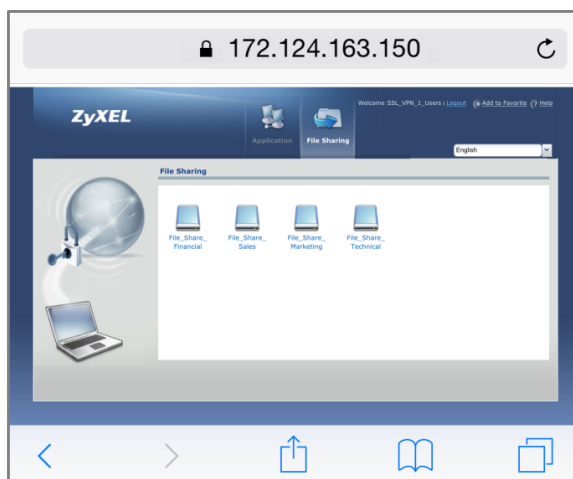 172.124.163.150
ZyXEL
Welcome SSL_VPN_1_Users | Logout Add to Favorite Help
Application
File Sharing
English
File Sharing
File_Share_
Financial
File_Share_
Sales
File_Share_
Marketing
File_Share_
Technical